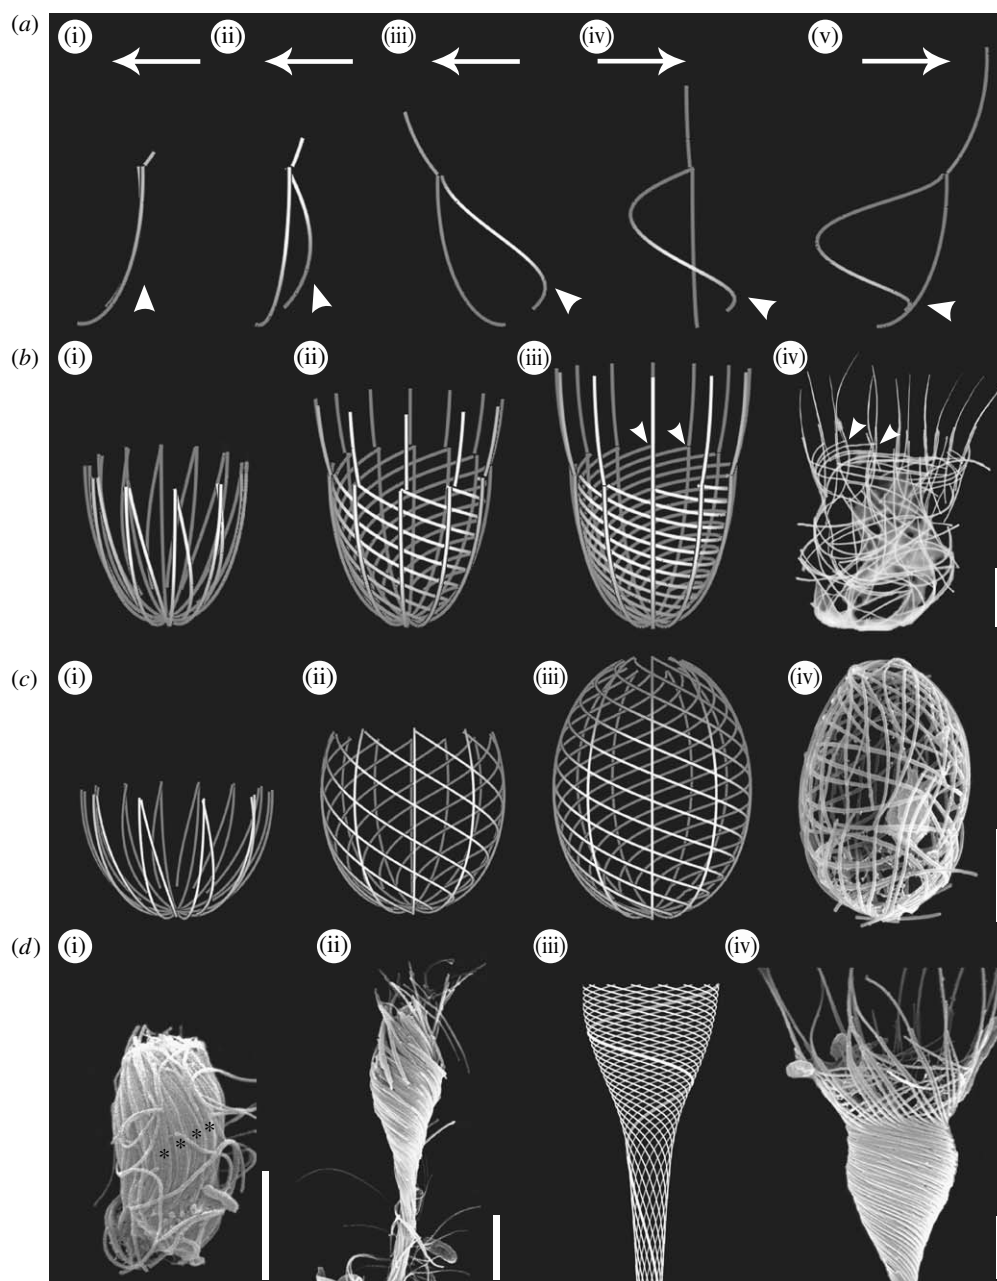 (a) (i) (ii) (iii) (iv) (v)
(b) (i) (ii) (iii) (iv)
(c) (i) (ii) (iii) (iv)
(d) (i) (ii) (iii) (iv)
* * * *